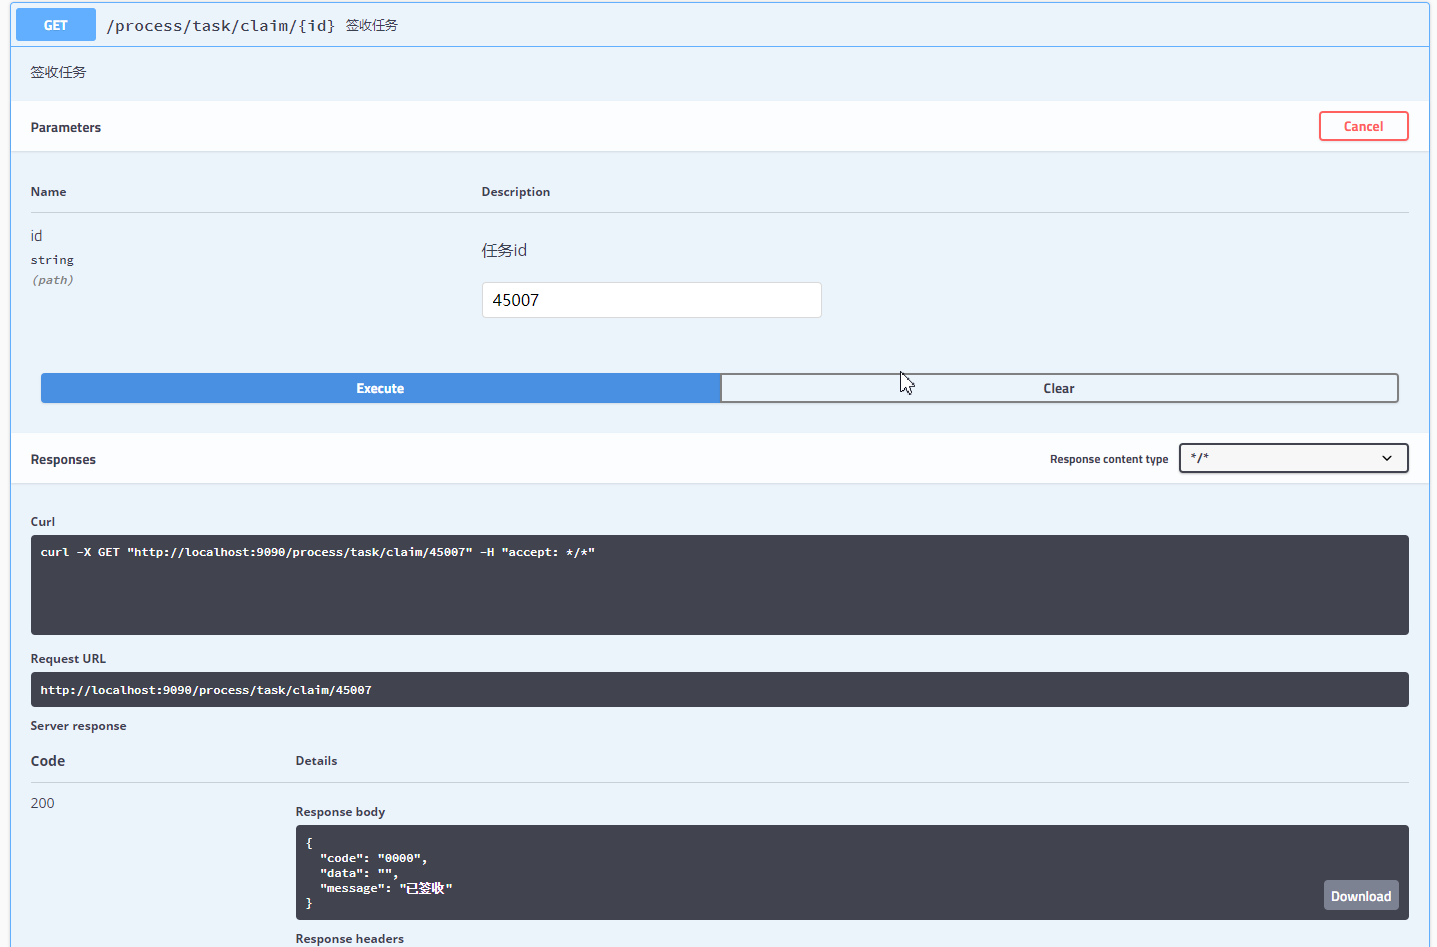 GET /process/task/claim/{id} 签收任务
签收任务
Parameters
Cancel
Name Description
id
string
(path)
任务id
45007
Execute Clear
Responses
Response content type */*
Curl
curl -X GET "http://localhost:9090/process/task/claim/45007" -H "accept: */*"
Request URL
http://localhost:9090/process/task/claim/45007
Server response
Code Details
200
Response body
{
"code": "0000",
"data": "",
"message": "已签收"
}
Download
Response headers